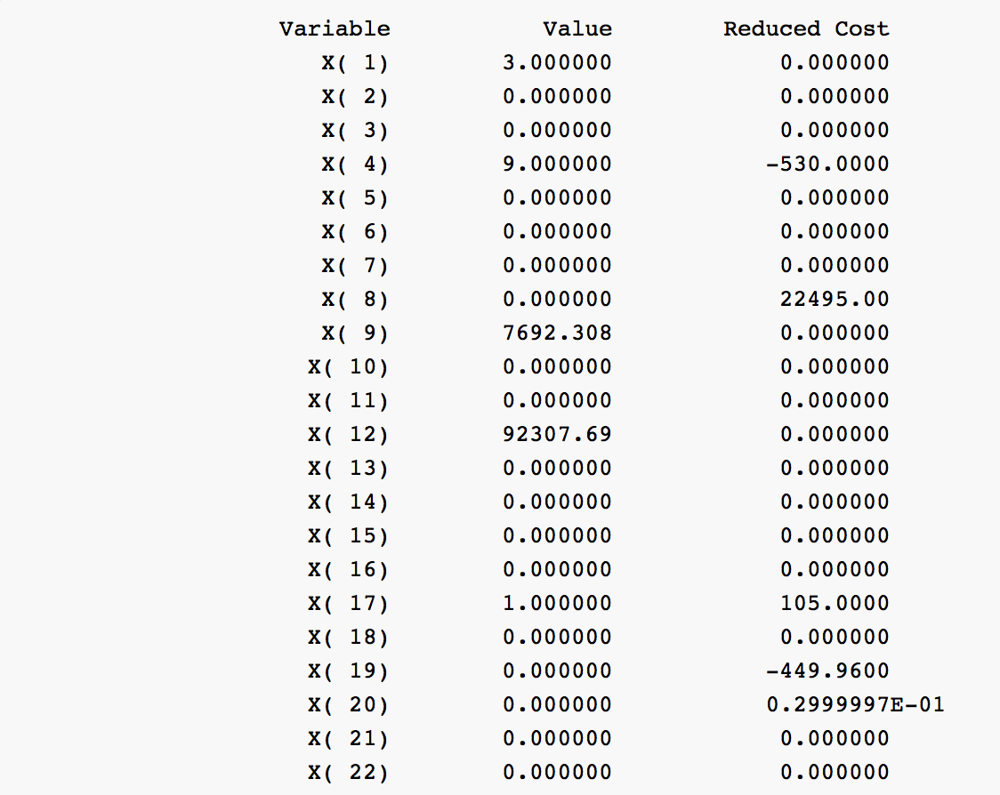 Variable Value Reduced Cost
X( 1) 3.000000 0.000000
X( 2) 0.000000 0.000000
X( 3) 0.000000 0.000000
X( 4) 9.000000 -530.0000
X( 5) 0.000000 0.000000
X( 6) 0.000000 0.000000
X( 7) 0.000000 0.000000
X( 8) 0.000000 22495.00
X( 9) 7692.308 0.000000
X( 10) 0.000000 0.000000
X( 11) 0.000000 0.000000
X( 12) 92307.69 0.000000
X( 13) 0.000000 0.000000
X( 14) 0.000000 0.000000
X( 15) 0.000000 0.000000
X( 16) 0.000000 0.000000
X( 17) 1.000000 105.0000
X( 18) 0.000000 0.000000
X( 19) 0.000000 -449.9600
X( 20) 0.000000 0.2999997E-01
X( 21) 0.000000 0.000000
X( 22) 0.000000 0.000000